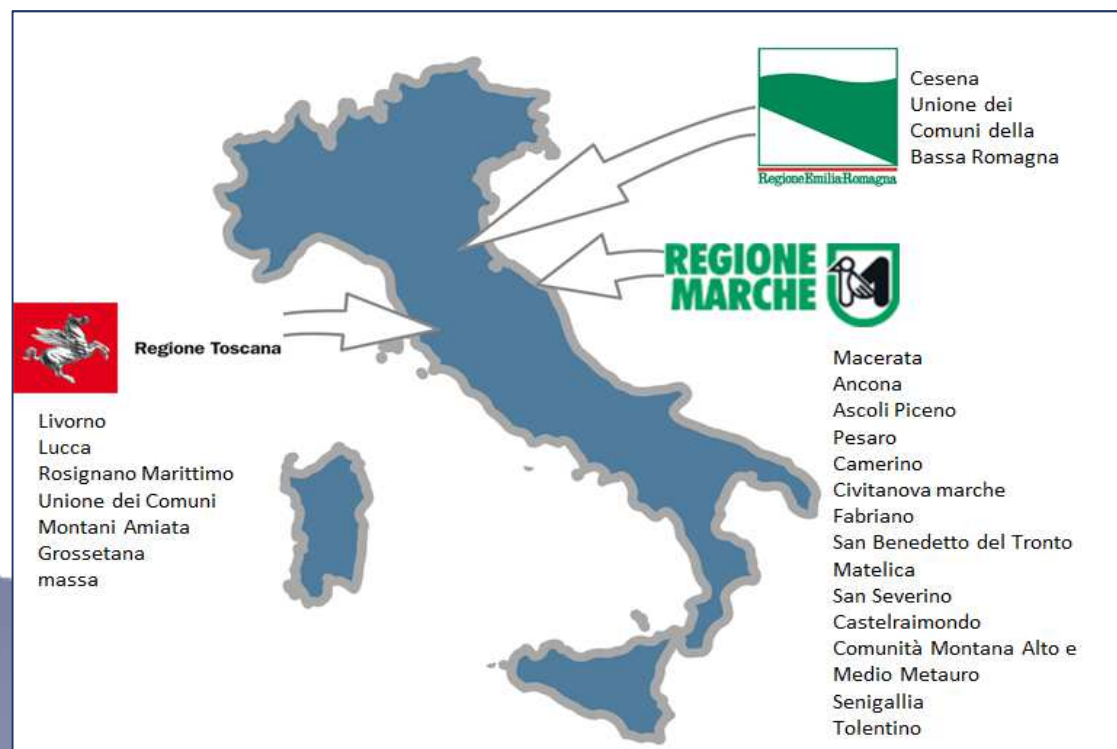 Cesena
Unione dei
Comuni della
Bassa Romagna
RegioneEmilia-Romagna
REGIONE
MARCHE
Regione Toscana
Livorno
Lucca
Rosignano Marittimo
Unione dei Comuni
Montani Amiata
Grossetana
massa
Macerata
Ancona
Ascoli Piceno
Pesaro
Camerino
Civitanova marche
Fabriano
San Benedetto del Tronto
Matelica
San Severino
Castelraimondo
Comunità Montana Alto e
Medio Metauro
Senigallia
Tolentino